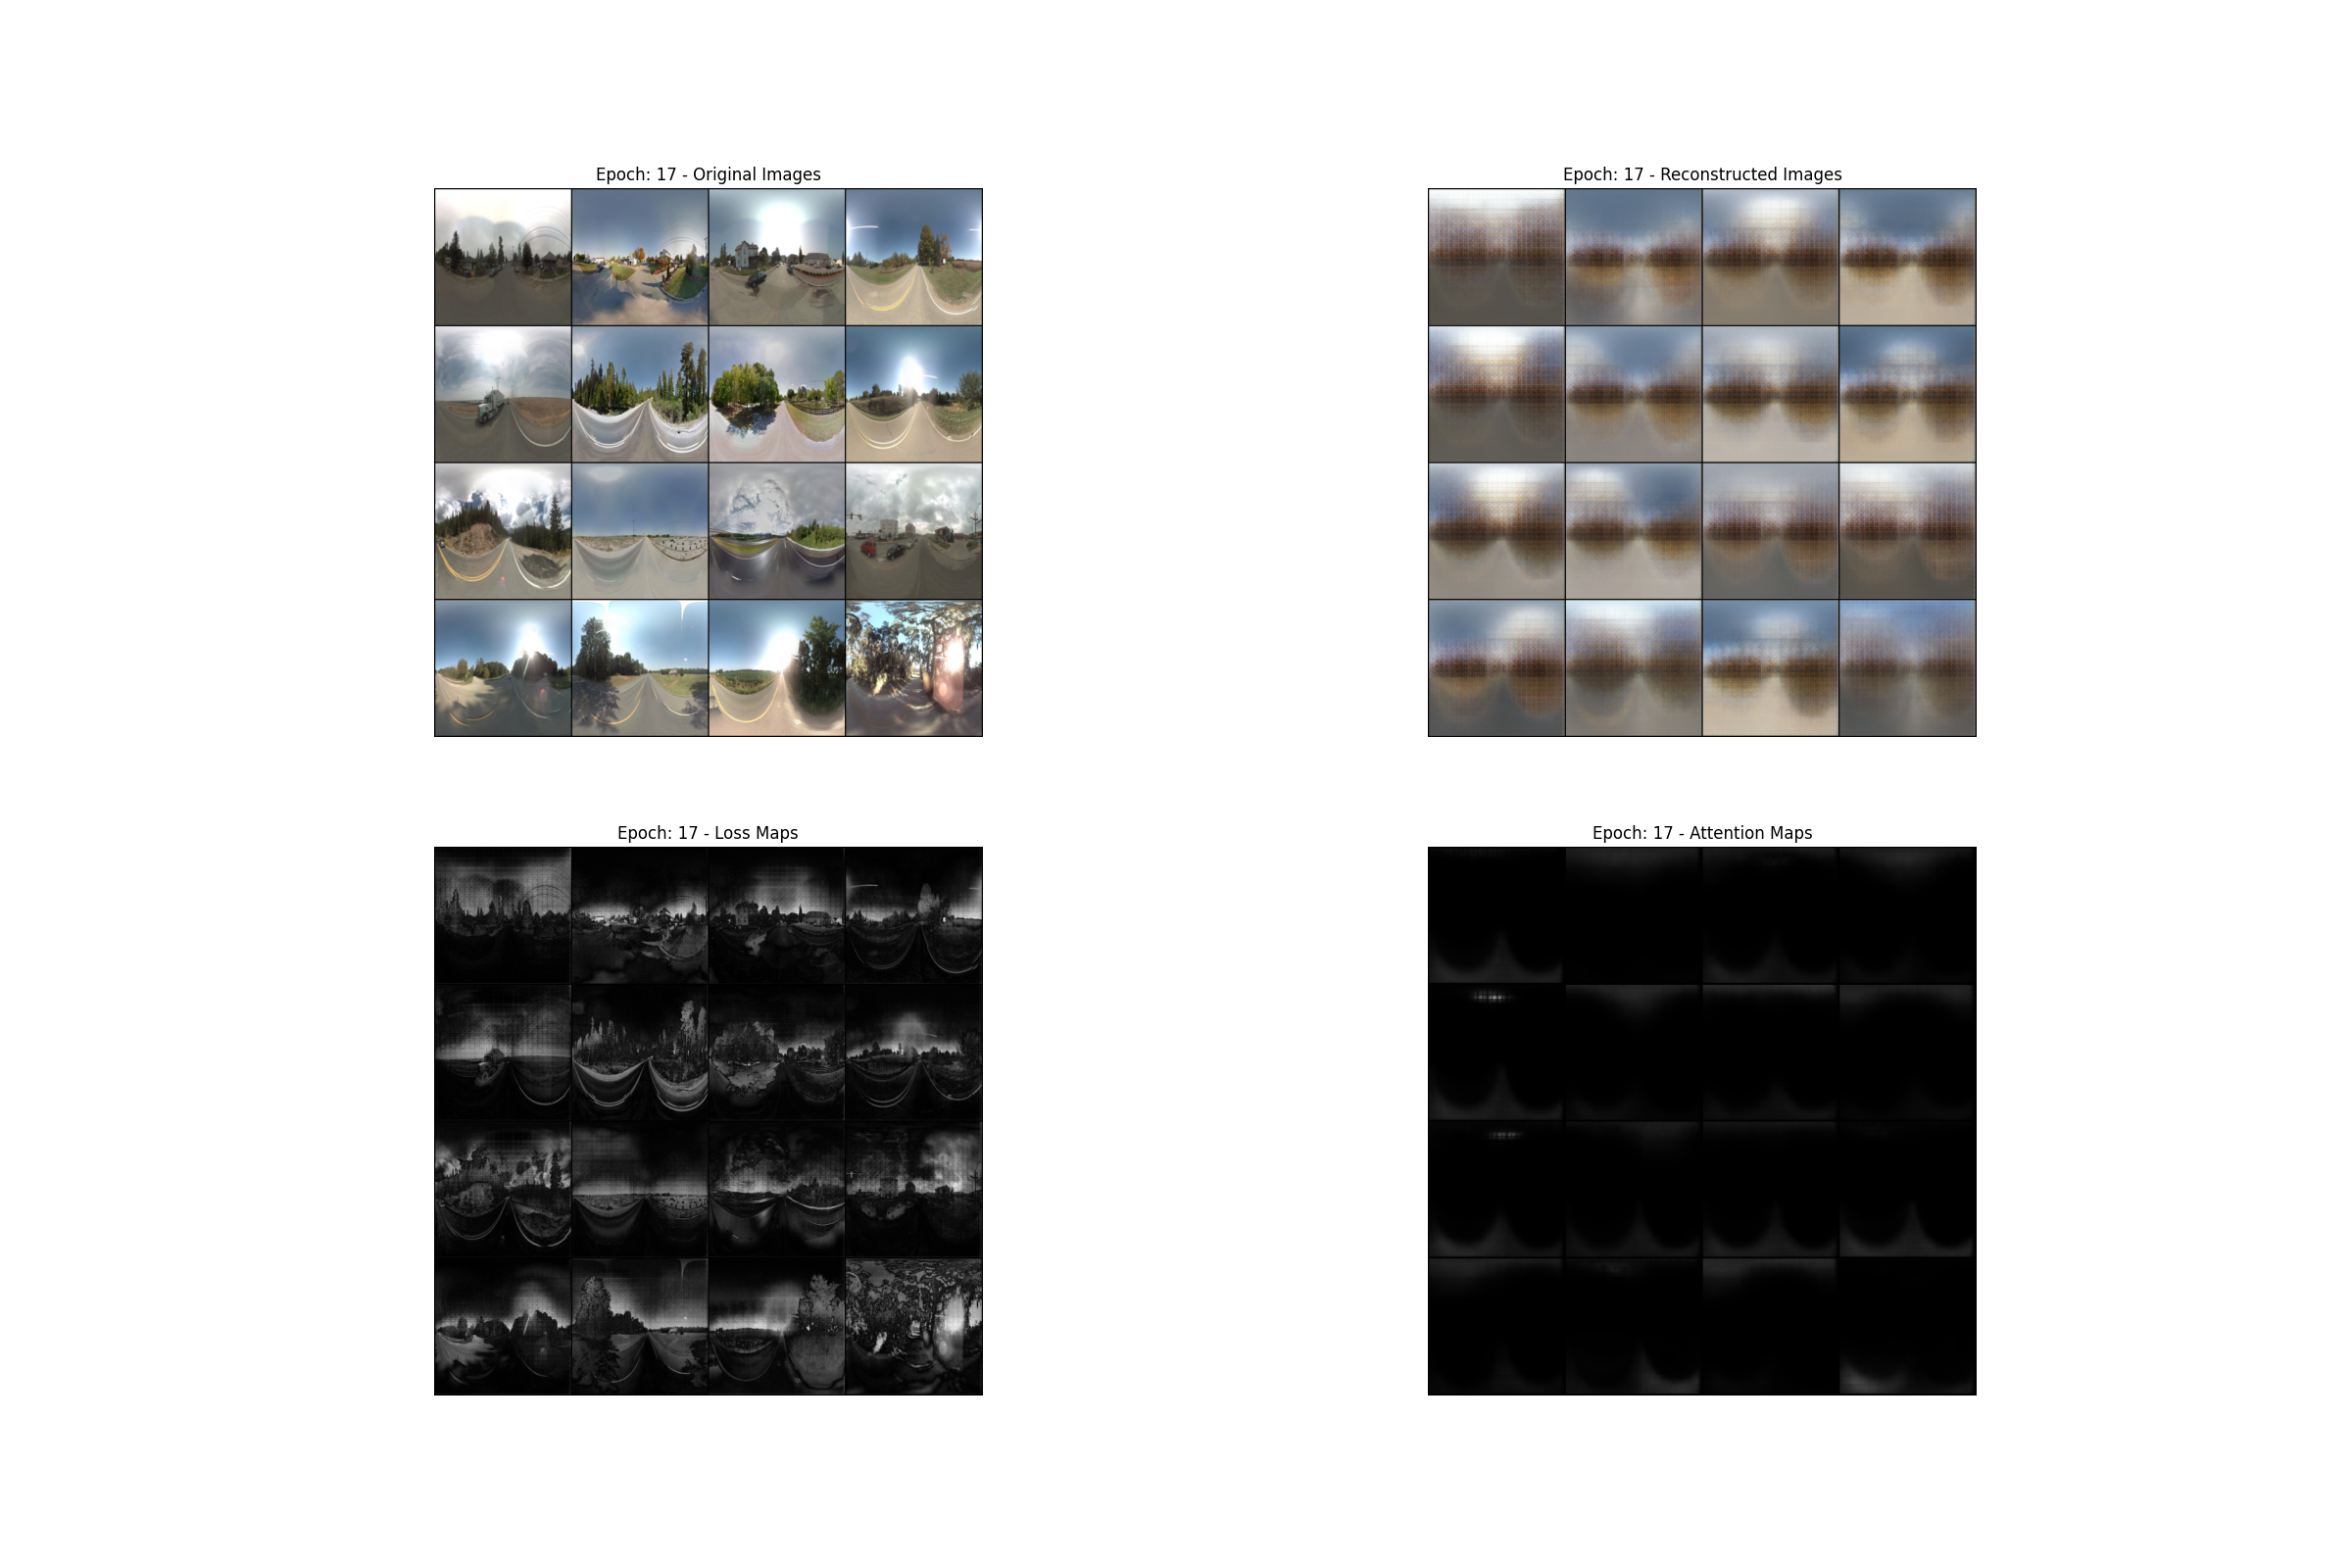 Epoch: 17 - Original Images
Epoch: 17 - Reconstructed Images
Epoch: 17 - Loss Maps
Epoch: 17 - Attention Maps